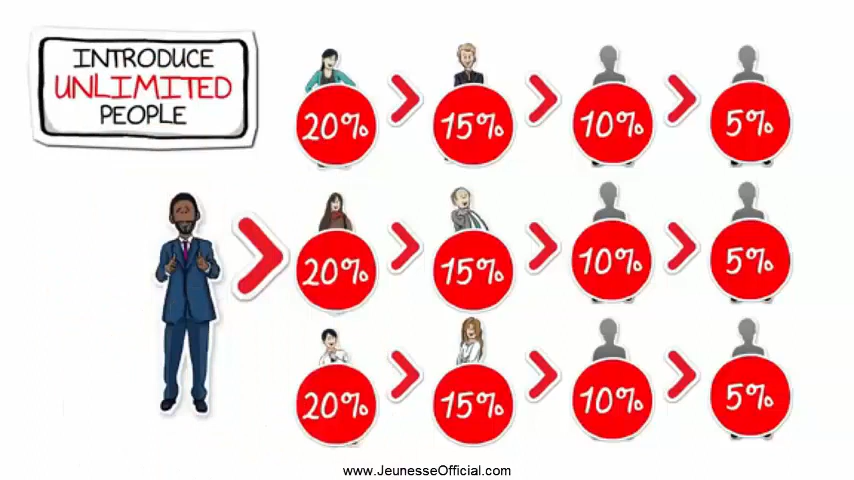 INTRODUCE
UNLIMITED
PEOPLE
20% 15% 10% 5%
20% 15% 10% 5%
20% 15% 10% 5%
www.JeunesseOfficial.com